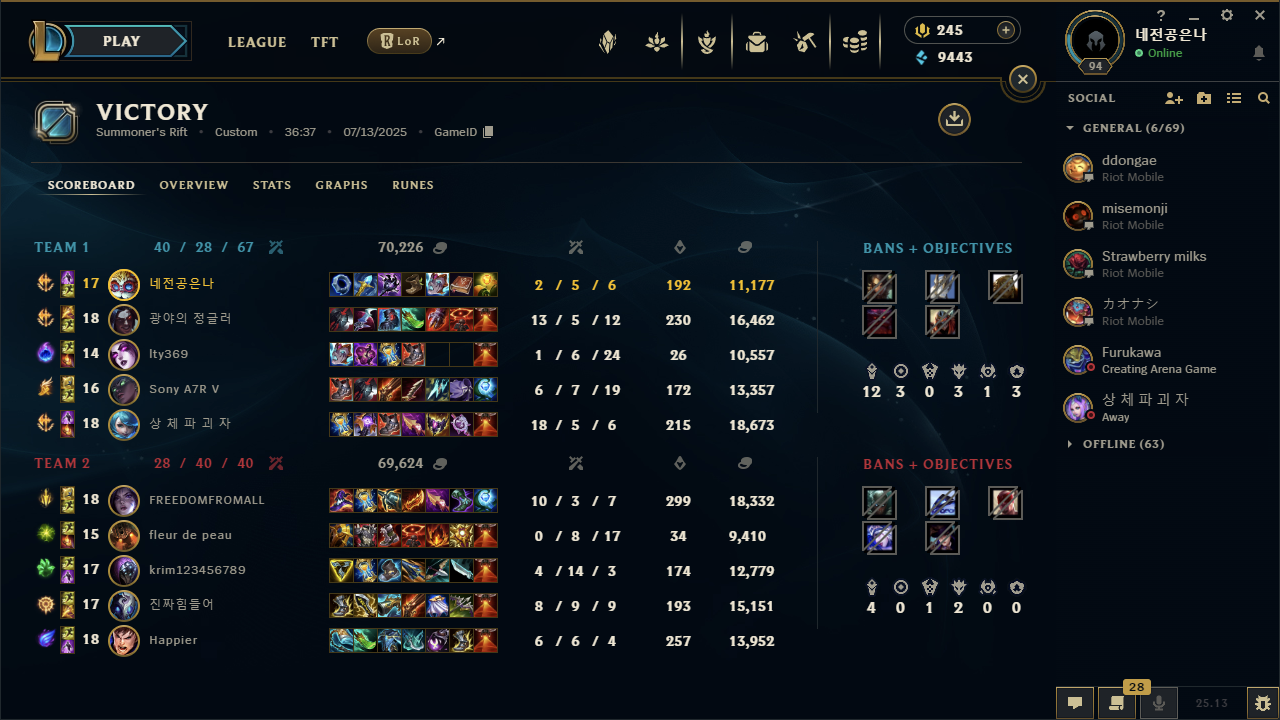 PLAY
LEAGUE
TFT
LoR
245
9443
94
네전공은나
Online
VICTORY
Summoner's Rift • Custom • 36:37 • 07/13/2025 • GameID
SCOREBOARD OVERVIEW STATS GRAPHS RUNES
TEAM 1 40 / 28 / 67 70,226
17 네전공은나 2 / 5 / 6 192 11,177
18 광야의 정글러 13 / 5 / 12 230 16,462
14 lty369 1 / 6 / 24 26 10,557
16 Sony A7R V 6 / 7 / 19 172 13,357
18 상 체 파 괴 자 18 / 5 / 6 215 18,673
BANS + OBJECTIVES
12 3 0 3 1 3
TEAM 2 28 / 40 / 40 69,624
18 FREEDOMFROMALL 10 / 3 / 7 299 18,332
15 fleur de peau 0 / 8 / 17 34 9,410
17 krim123456789 4 / 14 / 3 174 12,779
17 진짜힘들어 8 / 9 / 9 193 15,151
18 Happier 6 / 6 / 4 257 13,952
BANS + OBJECTIVES
4 0 1 2 0 0
SOCIAL
GENERAL (6/69)
ddongae
Riot Mobile
misemonji
Riot Mobile
Strawberry milks
Riot Mobile
カオナシ
Riot Mobile
Furukawa
Creating Arena Game
상 체 파 괴 자
Away
OFFLINE (63)
28
25.13